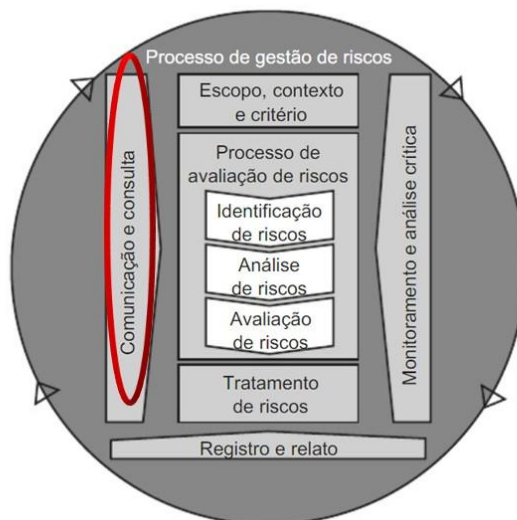 Processo de gestão de riscos
Comunicação e consulta
Escopo, contexto
e critério
Processo de
avaliação de riscos
Identificação
de riscos
Análise
de riscos
Avaliação
de riscos
Tratamento
de riscos
Monitoramento e análise crítica
Registro e relato